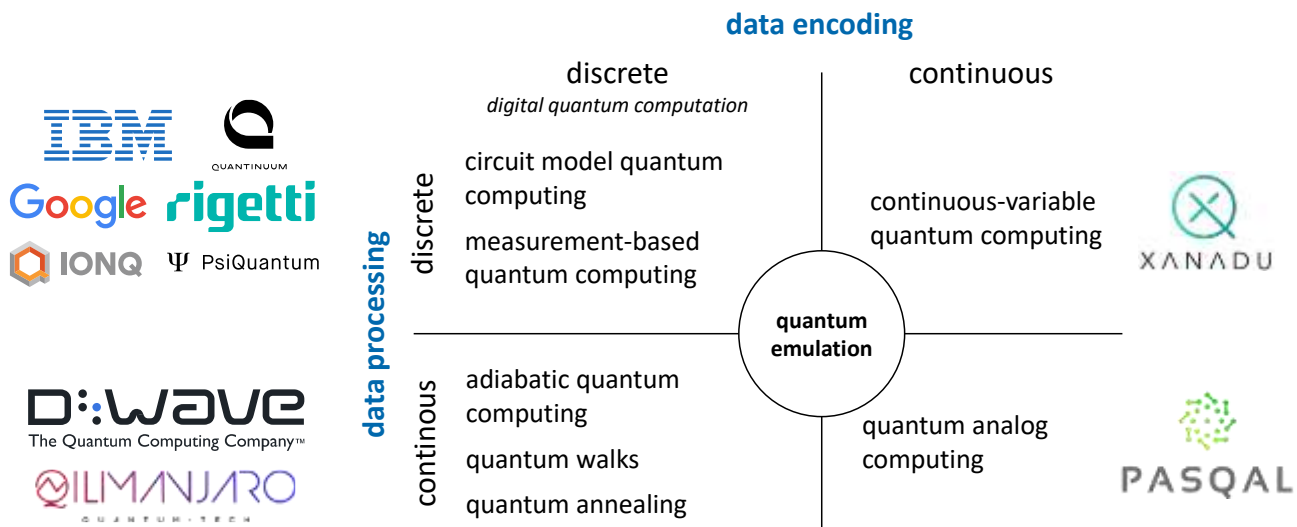 data encoding
discrete
continuous
digital quantum computation
IBM
QUANTINUUM
Google
rigetti
IONQ
Ψ PsiQuantum
data processing
discrete
circuit model quantum
computing
measurement-based
quantum computing
continuous-variable
quantum computing
XANADU
quantum
emulation
D:wave
The Quantum Computing Company™
QILIMANJARO
QUANTUM-TECH
continous
adiabatic quantum
computing
quantum walks
quantum annealing
quantum analog
computing
PASQAL